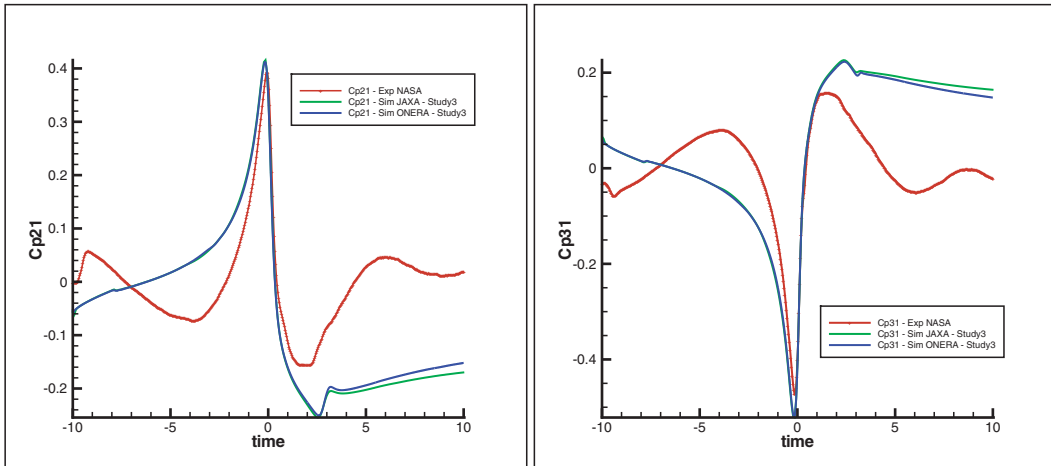 0.4
0.3
0.2
0.1
0
-0.1
-0.2
Cp21
-10
-5
0
5
10
time
Cp21 - Exp NASA
Cp21 - Sim JAXA - Study3
Cp21 - Sim ONERA - Study3
0.2
0
-0.2
-0.4
Cp31
-10
-5
0
5
10
time
Cp31 - Exp NASA
Cp31 - Sim JAXA - Study3
Cp31 - Sim ONERA - Study3